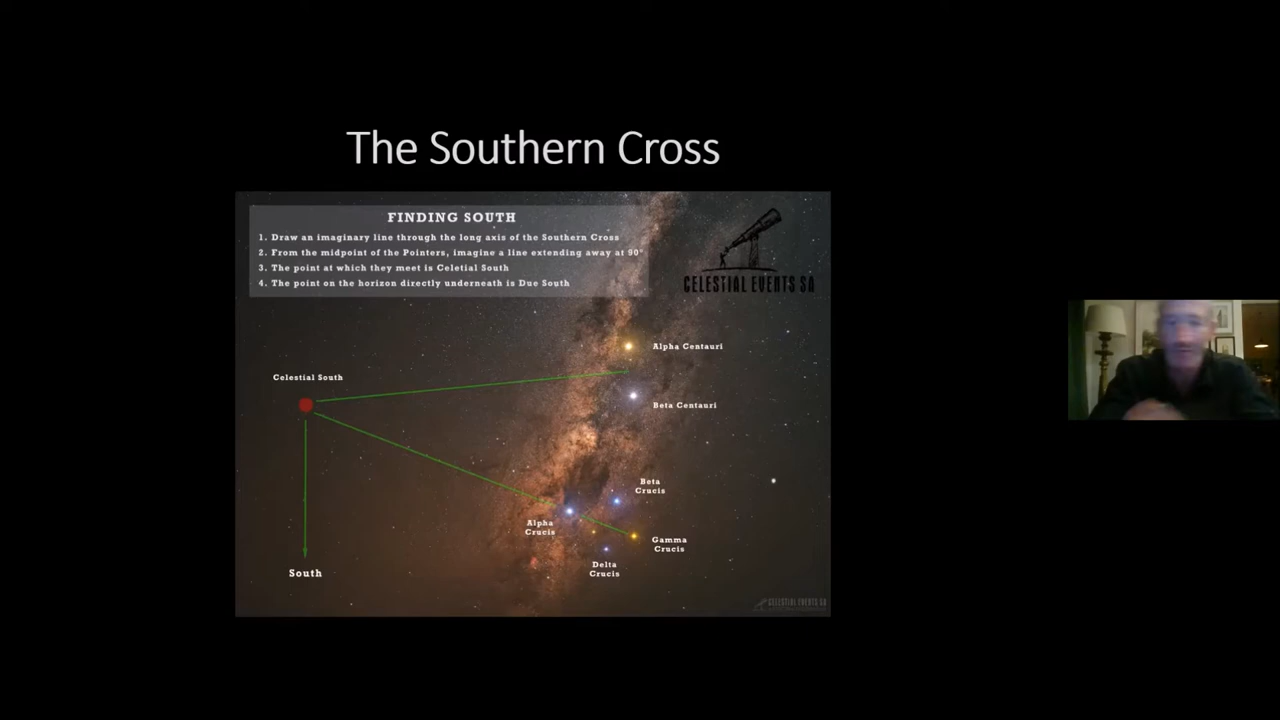 The Southern Cross
FINDING SOUTH
1. Draw an imaginary line through the long axis of the Southern Cross
2. From the midpoint of the Pointers, imagine a line extending away at 90°
3. The point at which they meet is Celetial South
4. The point on the horizon directly underneath is Due South
CELESTIAL EVENTS SA
Alpha Centauri
Celestial South
Beta Centauri
Beta
Crucis
Alpha
Crucis
Gamma
Crucis
Delta
Crucis
South
CELESTIAL EVENTS SA